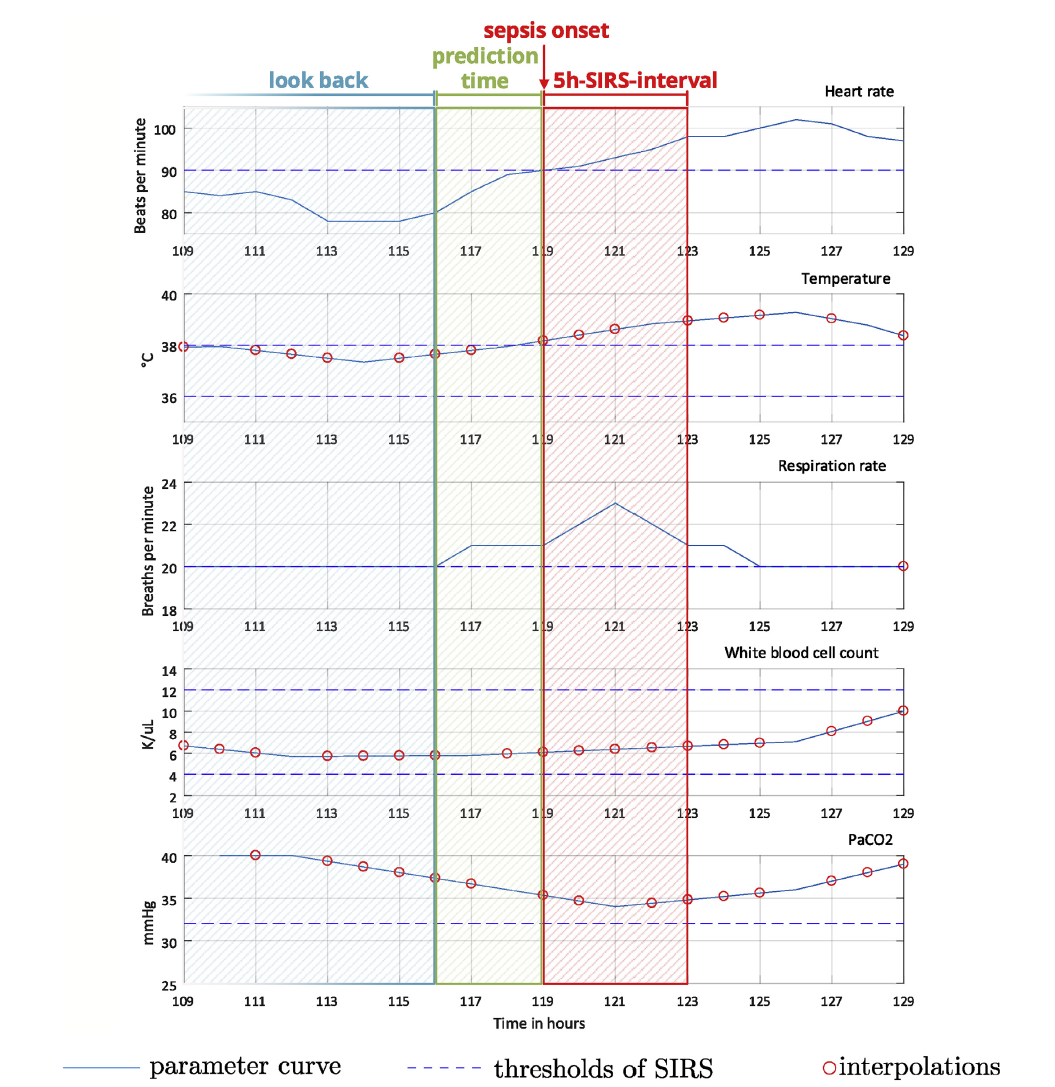 sepsis onset
prediction
time
look back
5h-SIRS-interval
Heart rate
Beats per minute
100
90
80
109 111 113 115 117 119 121 123 125 127 129
Temperature
°C
40
38
36
109 111 113 115 117 119 121 123 125 127 129
Respiration rate
Breaths per minute
24
22
20
18
109 111 113 115 117 119 121 123 125 127 129
White blood cell count
K/uL
14
12
10
8
6
4
2
109 111 113 115 117 119 121 123 125 127 129
PaCO2
mmHg
40
35
30
25
109 111 113 115 117 119 121 123 125 127 129
Time in hours
parameter curve thresholds of SIRS interpolations